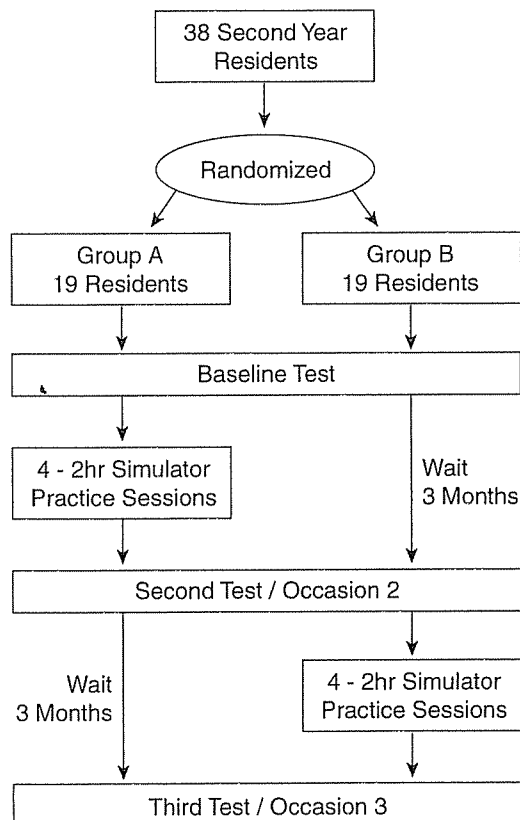 38 Second Year
Residents
Randomized
Group A
19 Residents
Group B
19 Residents
Baseline Test
4 - 2hr Simulator
Practice Sessions
Wait
3 Months
Second Test / Occasion 2
Wait
3 Months
4 - 2hr Simulator
Practice Sessions
Third Test / Occasion 3